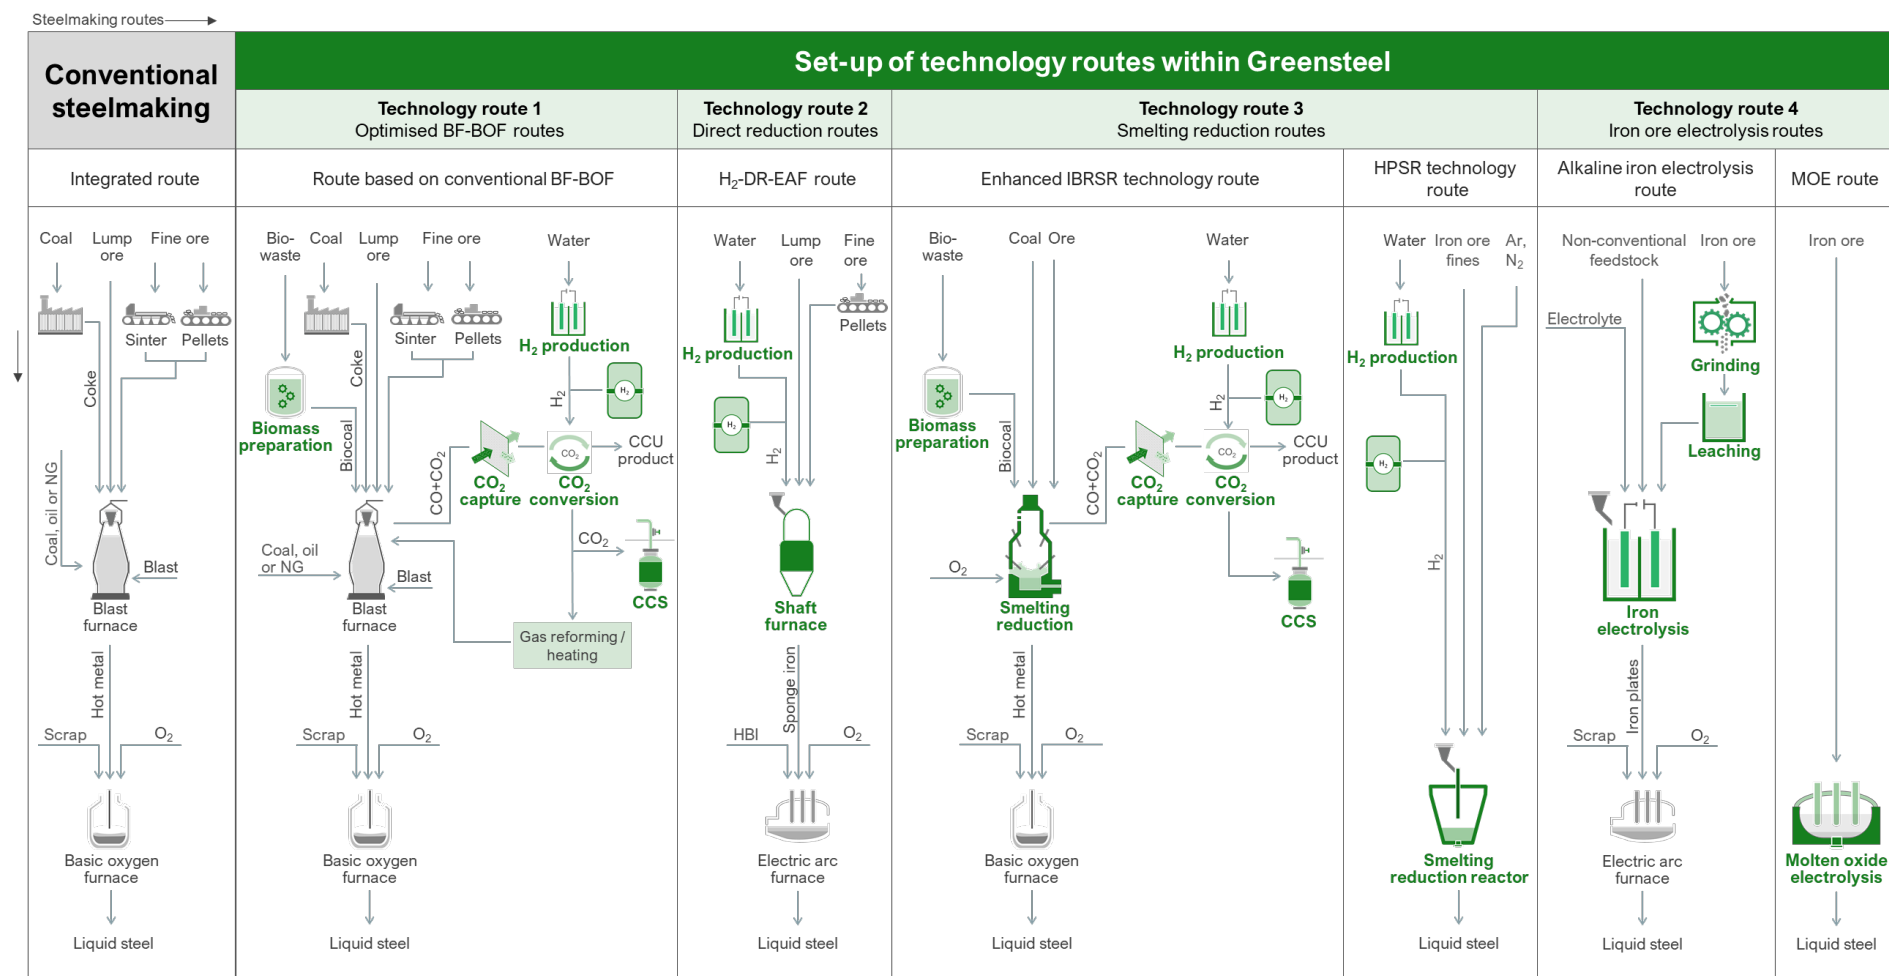 Steelmaking routes
Conventional
steelmaking
Set-up of technology routes within Greensteel
Technology route 1
Optimised BF-BOF routes
Technology route 2
Direct reduction routes
Technology route 3
Smelting reduction routes
Technology route 4
Iron ore electrolysis routes
Integrated route
Route based on conventional BF-BOF
H₂-DR-EAF route
Enhanced IBRSR technology route
HPSR technology
route
Alkaline iron electrolysis
route
MOE route
Coal
Lump
ore
Fine ore
Sinter
Pellets
Coke
Coal, oil or NG
Blast
Blast
furnace
Hot metal
Scrap
O₂
Basic oxygen
furnace
Liquid steel
Bio-
waste
Coal
Lump
ore
Fine ore
Water
Sinter
Pellets
H₂ production
Coke
H₂
H₂
Biomass
preparation
Biocoal
CO+CO₂
CO₂
CCU
product
CO₂
capture
CO₂
conversion
CO₂
Coal, oil
or NG
Blast
CCS
Blast
furnace
Gas reforming /
heating
Hot metal
Scrap
O₂
Basic oxygen
furnace
Liquid steel
Water
Lump
ore
Fine
ore
Pellets
H₂ production
H₂
H₂
Shaft
furnace
Sponge iron
HBI
O₂
Electric arc
furnace
Liquid steel
Bio-
waste
Coal
Ore
Water
H₂ production
H₂
H₂
Biomass
preparation
Biocoal
CO+CO₂
CO₂
CCU
product
CO₂
capture
CO₂
conversion
O₂
CCS
Smelting
reduction
Hot metal
Scrap
O₂
Basic oxygen
furnace
Liquid steel
Water
Iron ore
fines
Ar,
N₂
H₂ production
H₂
H₂
Smelting
reduction reactor
Liquid steel
Non-conventional
feedstock
Iron ore
Electrolyte
Grinding
Leaching
Iron
electrolysis
Iron plates
Scrap
O₂
Electric arc
furnace
Liquid steel
Iron ore
Molten oxide
electrolysis
Liquid steel